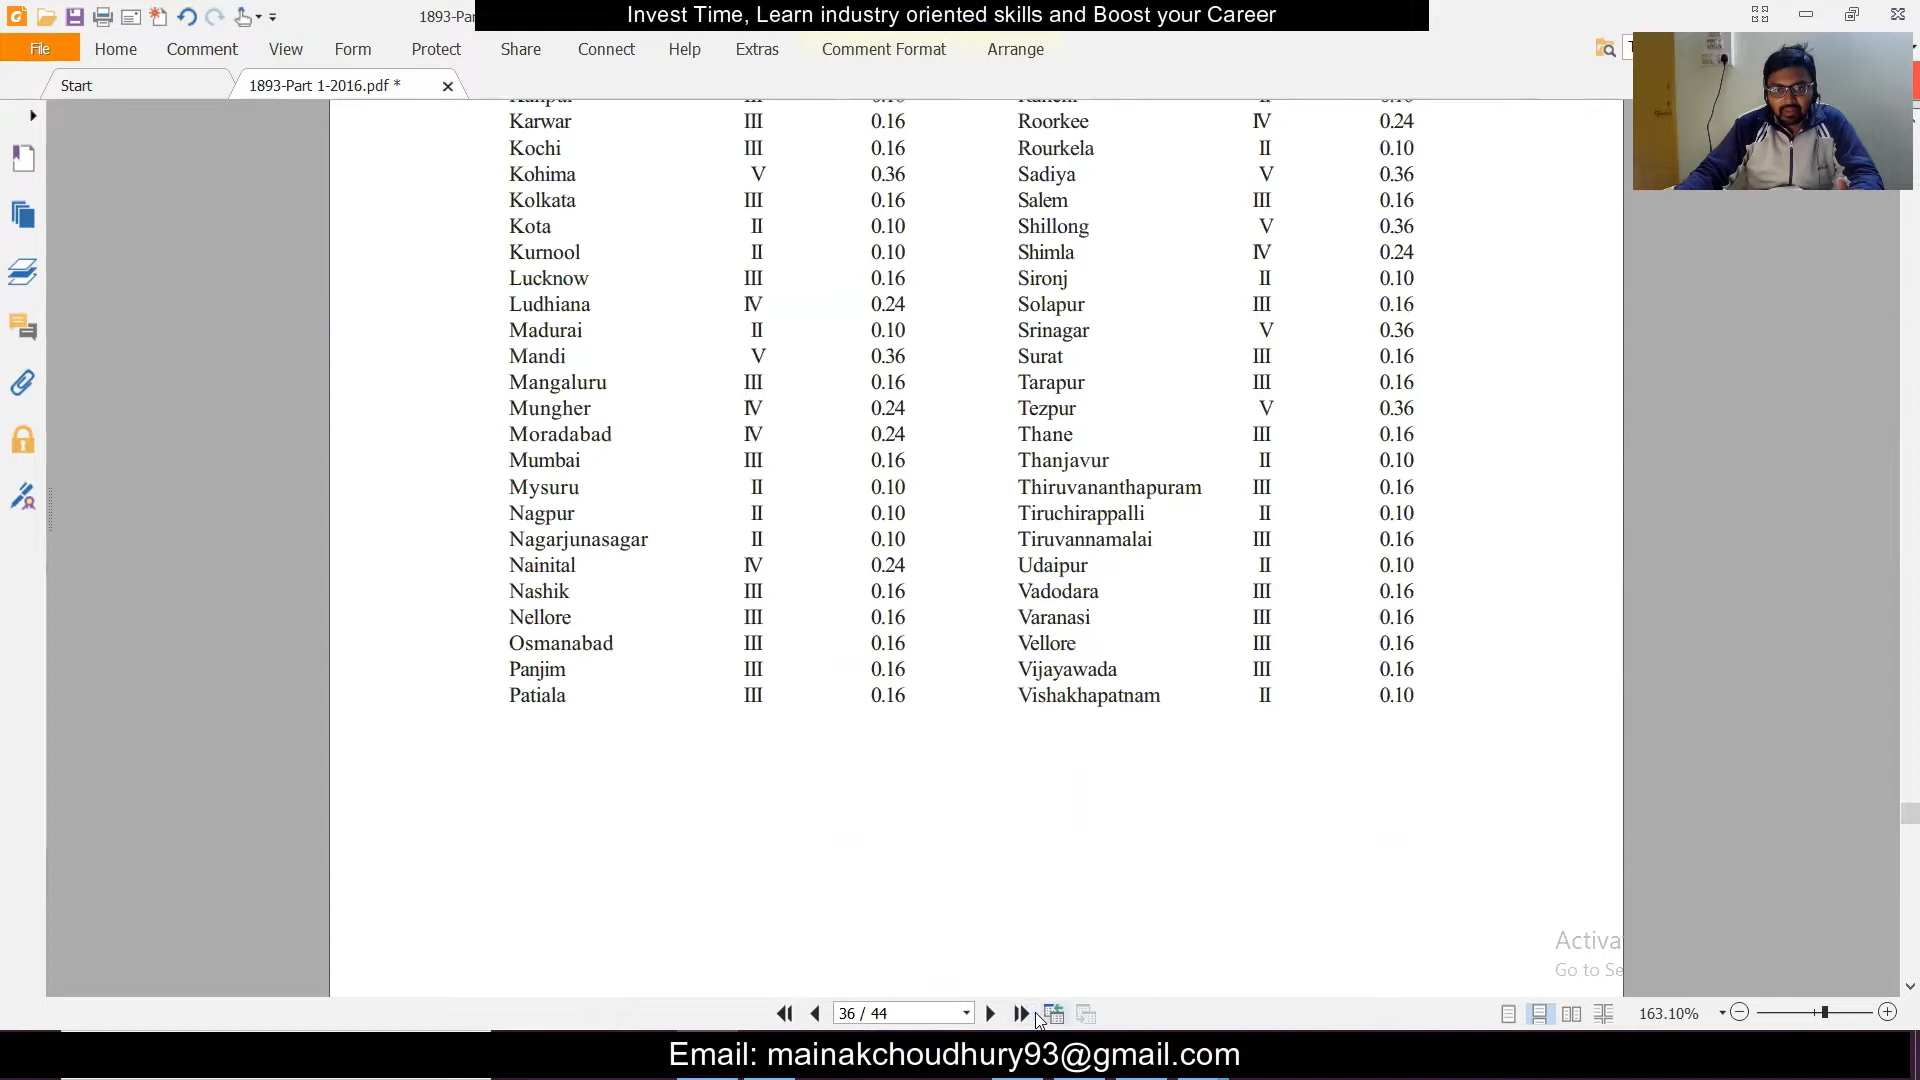 1893-Par
Invest Time, Learn industry oriented skills and Boost your Career
File Home Comment View Form Protect Share Connect Help Extras Comment Format Arrange
Start 1893-Part 1-2016.pdf *
Karwar III 0.16 Roorkee IV 0.24
Kochi III 0.16 Rourkela II 0.10
Kohima V 0.36 Sadiya V 0.36
Kolkata III 0.16 Salem III 0.16
Kota II 0.10 Shillong V 0.36
Kurnool II 0.10 Shimla IV 0.24
Lucknow III 0.16 Sironj II 0.10
Ludhiana IV 0.24 Solapur III 0.16
Madurai II 0.10 Srinagar V 0.36
Mandi V 0.36 Surat III 0.16
Mangaluru III 0.16 Tarapur III 0.16
Mungher IV 0.24 Tezpur V 0.36
Moradabad IV 0.24 Thane III 0.16
Mumbai III 0.16 Thanjavur II 0.10
Mysuru II 0.10 Thiruvananthapuram III 0.16
Nagpur II 0.10 Tiruchirappalli II 0.10
Nagarjunasagar II 0.10 Tiruvannamalai III 0.16
Nainital IV 0.24 Udaipur II 0.10
Nashik III 0.16 Vadodara III 0.16
Nellore III 0.16 Varanasi III 0.16
Osmanabad III 0.16 Vellore III 0.16
Panjim III 0.16 Vijayawada III 0.16
Patiala III 0.16 Vishakhapatnam II 0.10
Activa
Go to Se
36 / 44
163.10%
Email: mainakchoudhury93@gmail.com